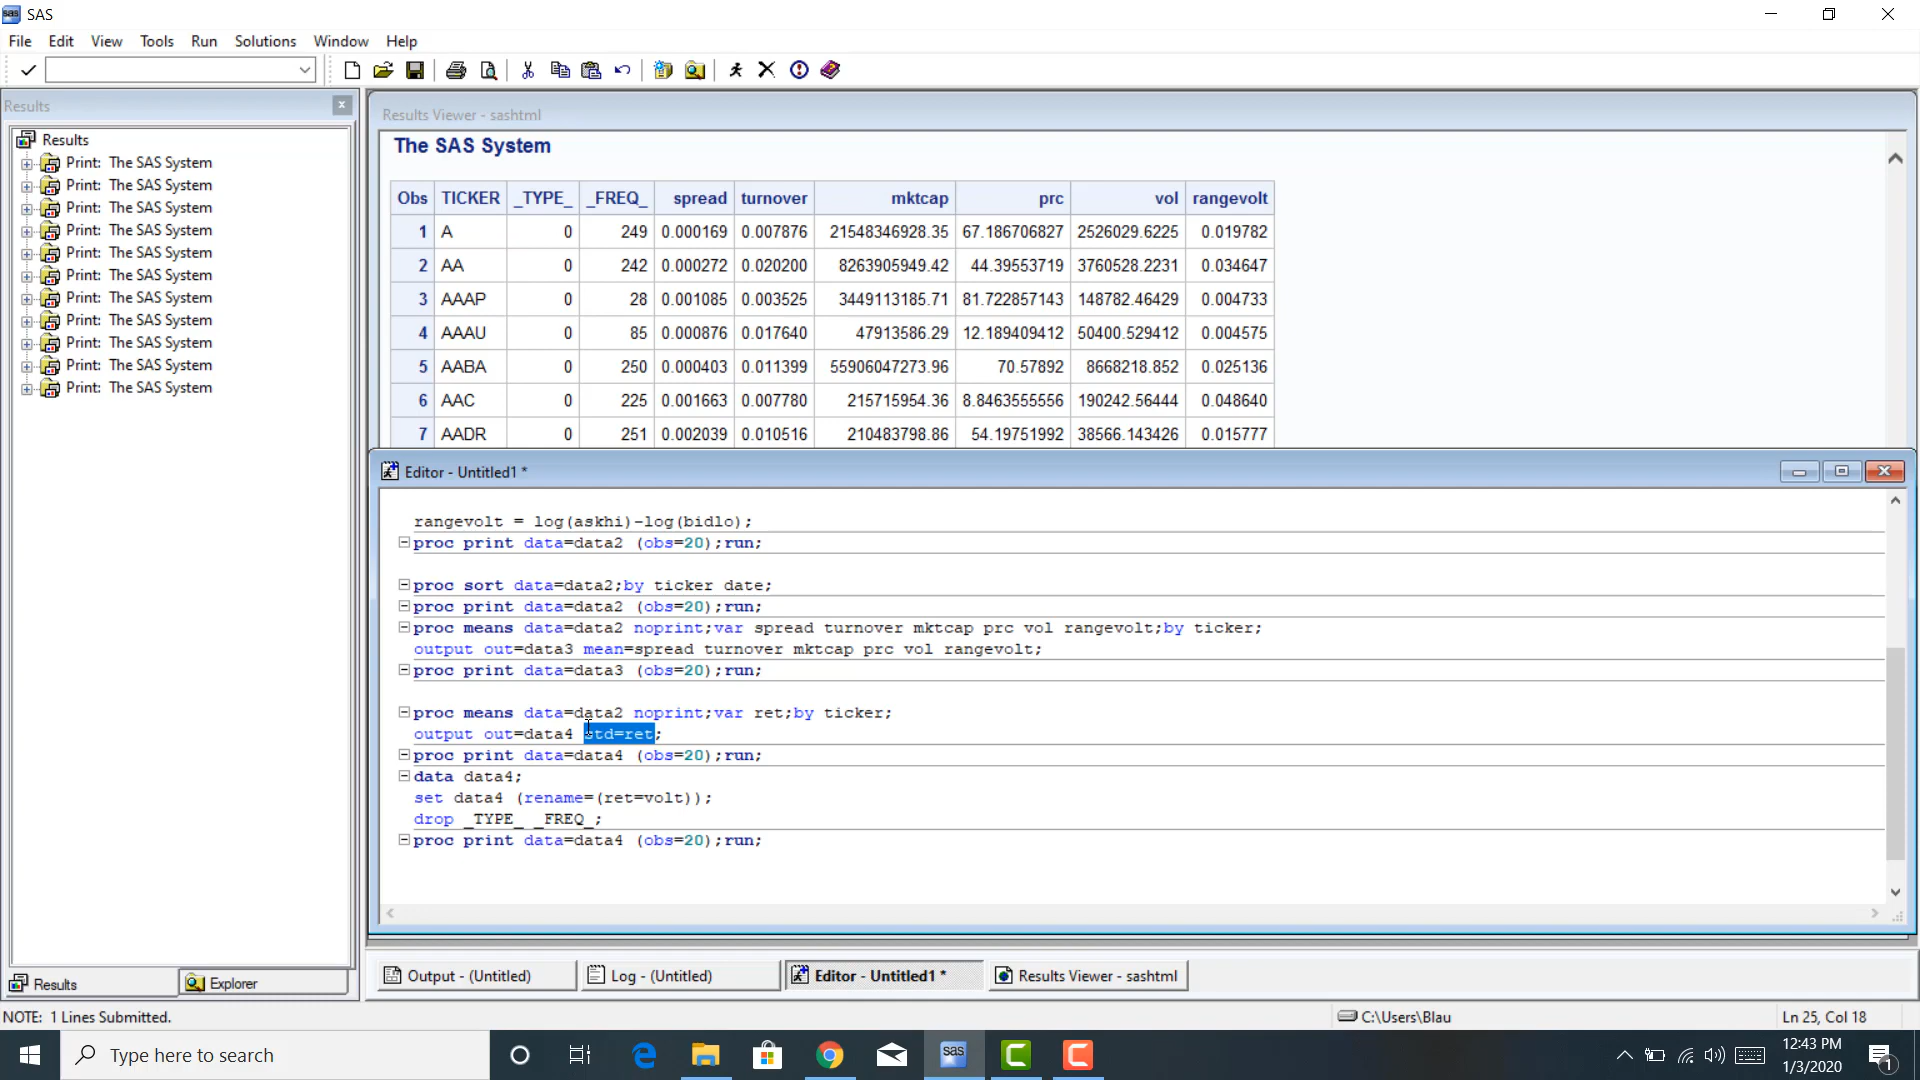 SAS
File Edit View Tools Run Solutions Window Help
Results
Results
Print: The SAS System
Print: The SAS System
Print: The SAS System
Print: The SAS System
Print: The SAS System
Print: The SAS System
Print: The SAS System
Print: The SAS System
Print: The SAS System
Print: The SAS System
Print: The SAS System
Results Explorer
Results Viewer - sashtml
The SAS System
Obs TICKER _TYPE_ _FREQ_ spread turnover mktcap prc vol rangevolt
1 A 0 249 0.000169 0.007876 21548346928.35 67.186706827 2526029.6225 0.019782
2 AA 0 242 0.000272 0.020200 8263905949.42 44.39553719 3760528.2231 0.034647
3 AAAP 0 28 0.001085 0.003525 3449113185.71 81.722857143 148782.46429 0.004733
4 AAAU 0 85 0.000876 0.017640 47913586.29 12.189409412 50400.529412 0.004575
5 AABA 0 250 0.000403 0.011399 55906047273.96 70.57892 8668218.852 0.025136
6 AAC 0 225 0.001663 0.007780 215715954.36 8.8463555556 190242.56444 0.048640
7 AADR 0 251 0.002039 0.010516 210483798.86 54.19751992 38566.143426 0.015777
Editor - Untitled1 *
rangevolt = log(askhi)-log(bidlo);
proc print data=data2 (obs=20);run;
proc sort data=data2;by ticker date;
proc print data=data2 (obs=20);run;
proc means data=data2 noprint;var spread turnover mktcap prc vol rangevolt;by ticker;
output out=data3 mean=spread turnover mktcap prc vol rangevolt;
proc print data=data3 (obs=20);run;
proc means data=data2 noprint;var ret;by ticker;
output out=data4 std=ret;
proc print data=data4 (obs=20);run;
data data4;
set data4 (rename=(ret=volt));
drop _TYPE_ _FREQ_;
proc print data=data4 (obs=20);run;
Output - (Untitled) Log - (Untitled) Editor - Untitled1 * Results Viewer - sashtml
NOTE: 1 Lines Submitted. C:\Users\Blau Ln 25, Col 18
Type here to search
sas
12:43 PM
1/3/2020
1